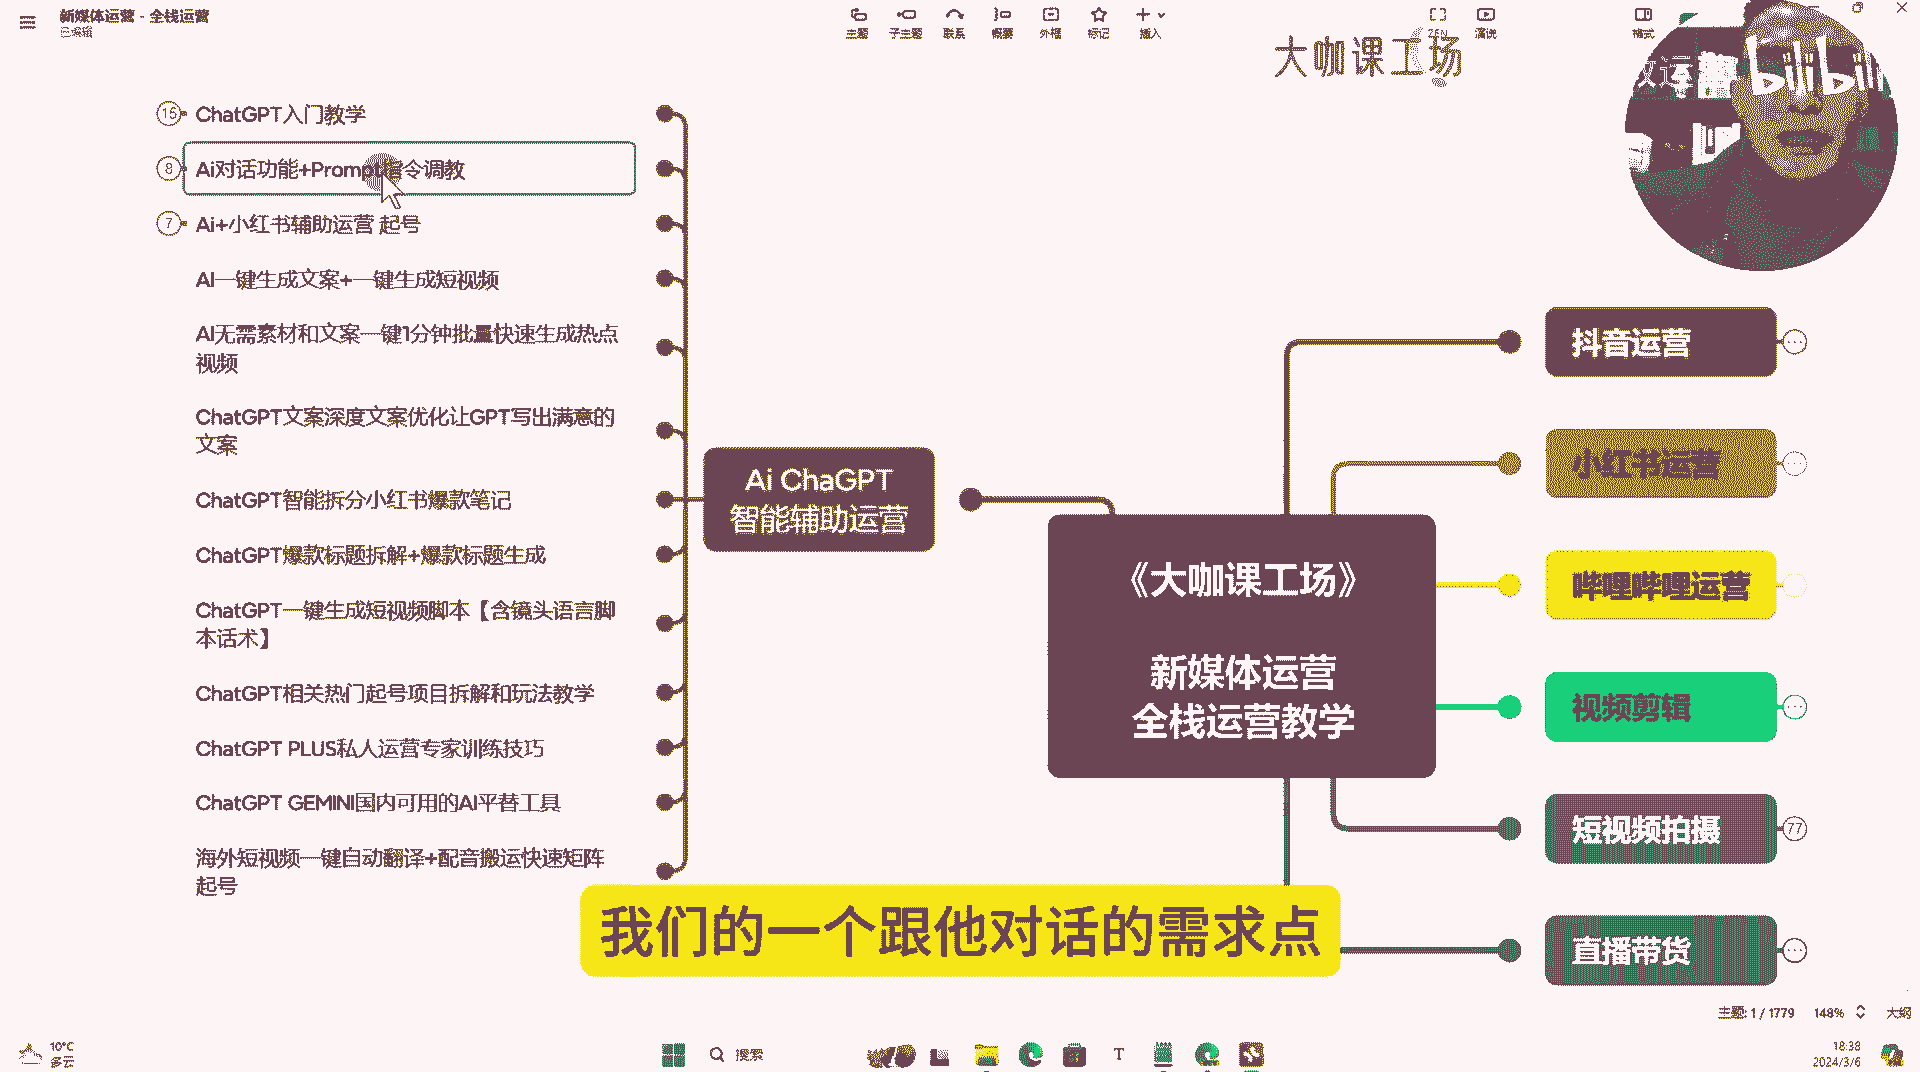 新媒体运营 - 全栈运营
已编辑
主题
子主题
联系
概要
外框
标记
插入
ZEN
演说
格式
大咖课工场
bilibili
15
ChatGPT入门教学
8
Ai对话功能+Prompt指令调教
7
Ai+小红书辅助运营 起号
AI一键生成文案+一键生成短视频
AI无需素材和文案一键1分钟批量快速生成热点
视频
ChatGPT文案深度文案优化让GPT写出满意的
文案
ChatGPT智能拆分小红书爆款笔记
ChatGPT爆款标题拆解+爆款标题生成
ChatGPT一键生成短视频脚本【含镜头语言脚
本话术】
ChatGPT相关热门起号项目拆解和玩法教学
ChatGPT PLUS私人运营专家训练技巧
ChatGPT GEMINI国内可用的AI平替工具
海外短视频一键自动翻译+配音搬运快速矩阵
起号
Ai ChaGPT
智能辅助运营
《大咖课工场》
新媒体运营
全栈运营教学
抖音运营
小红书运营
哔哩哔哩运营
视频剪辑
短视频拍摄
77
直播带货
我们的一个跟他对话的需求点
主题: 1 / 1779
148%
大纲
10°C
多云
搜索
18:38
2024/3/6